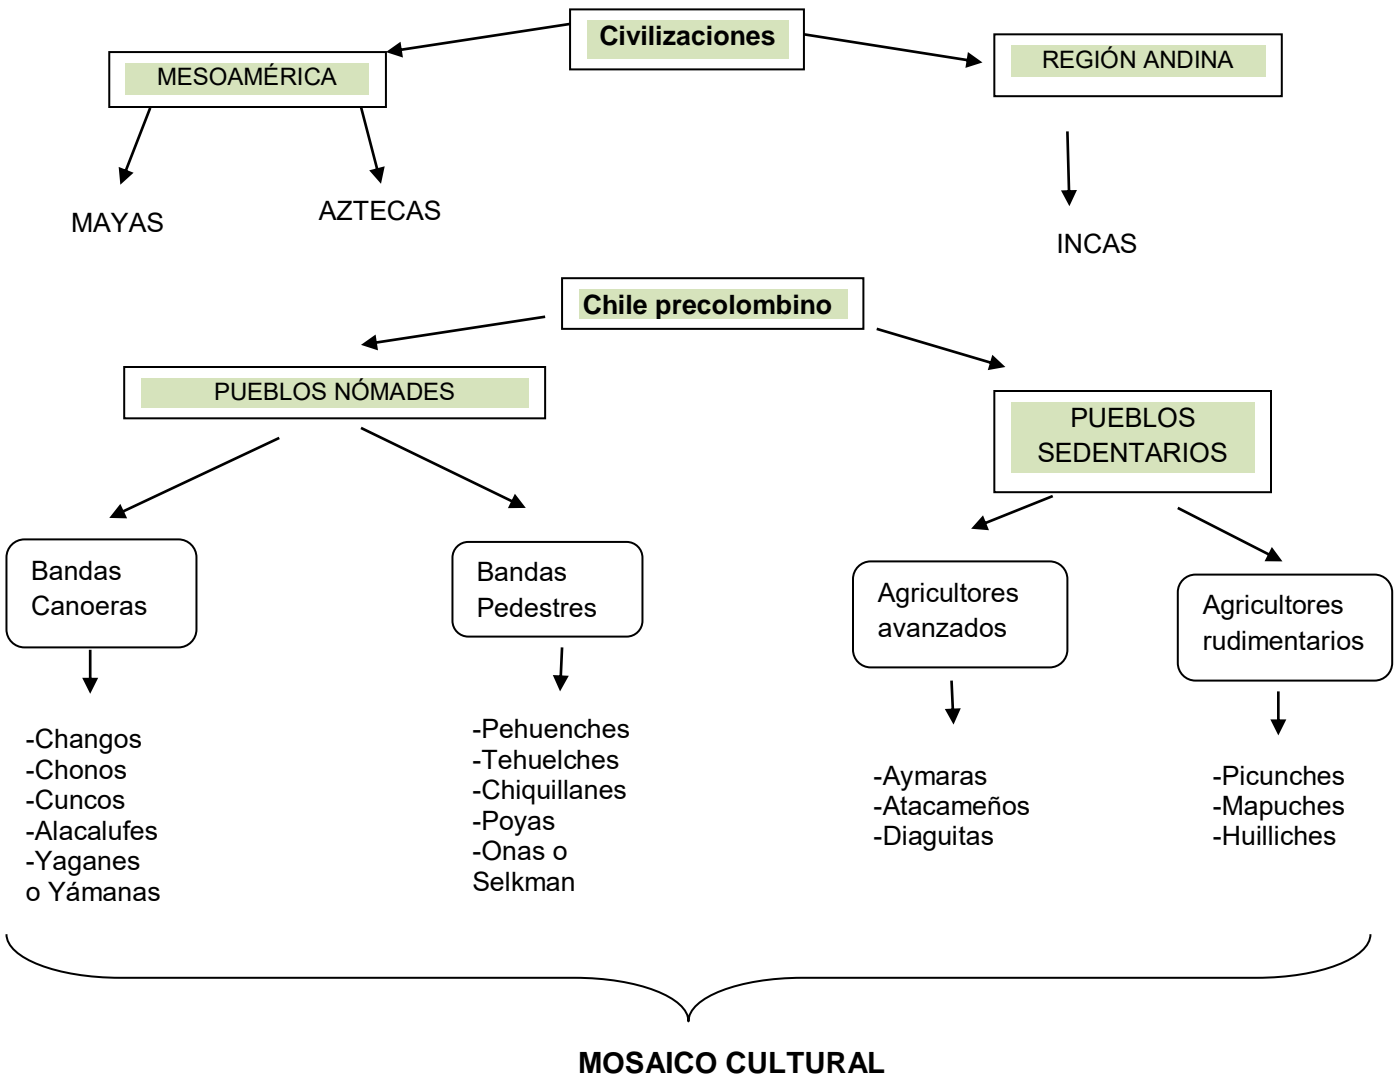 Civilizaciones
MESOAMÉRICA
REGIÓN ANDINA
MAYAS
AZTECAS
INCAS
Chile precolombino
PUEBLOS NÓMADES
PUEBLOS
SEDENTARIOS
Bandas
Canoeras
Bandas
Pedestres
Agricultores
avanzados
Agricultores
rudimentarios
-Changos
-Chonos
-Cuncos
-Alacalufes
-Yaganes
o Yámanas
-Pehuenches
-Tehuelches
-Chiquillanes
-Poyas
-Onas o
Selkman
-Aymaras
-Atacameños
-Diaguitas
-Picunches
-Mapuches
-Huilliches
MOSAICO CULTURAL